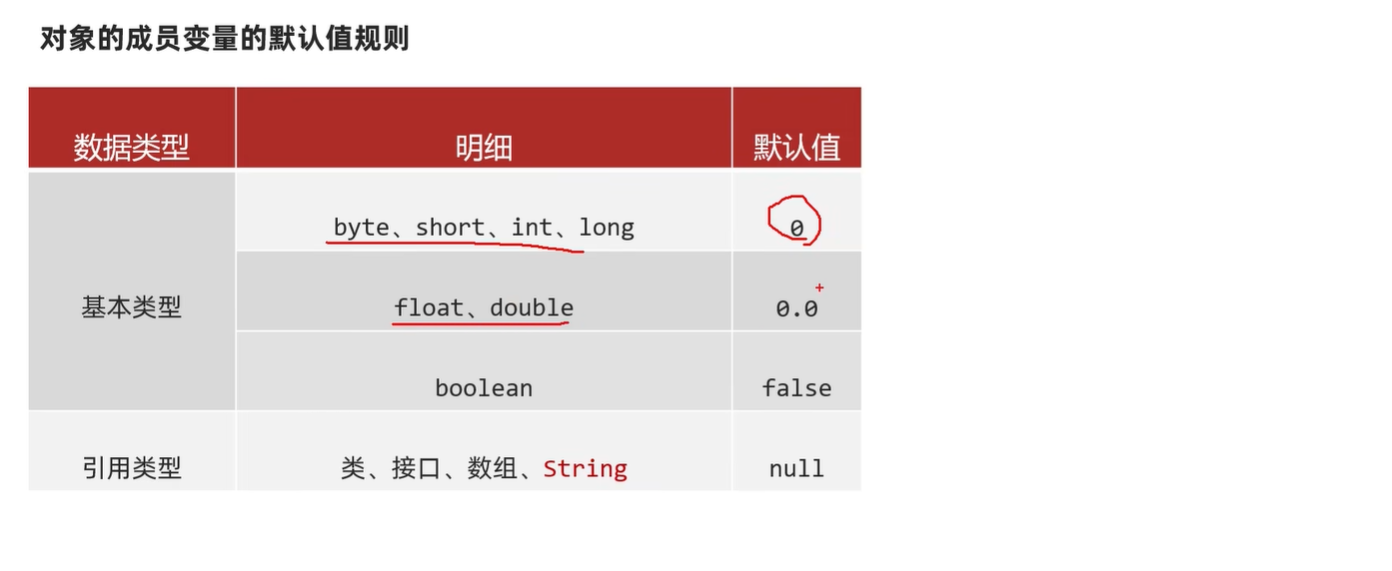 对象的成员变量的默认值规则
数据类型 明细 默认值
byte、short、int、long 0
基本类型 float、double 0.0
boolean false
引用类型 类、接口、数组、String null